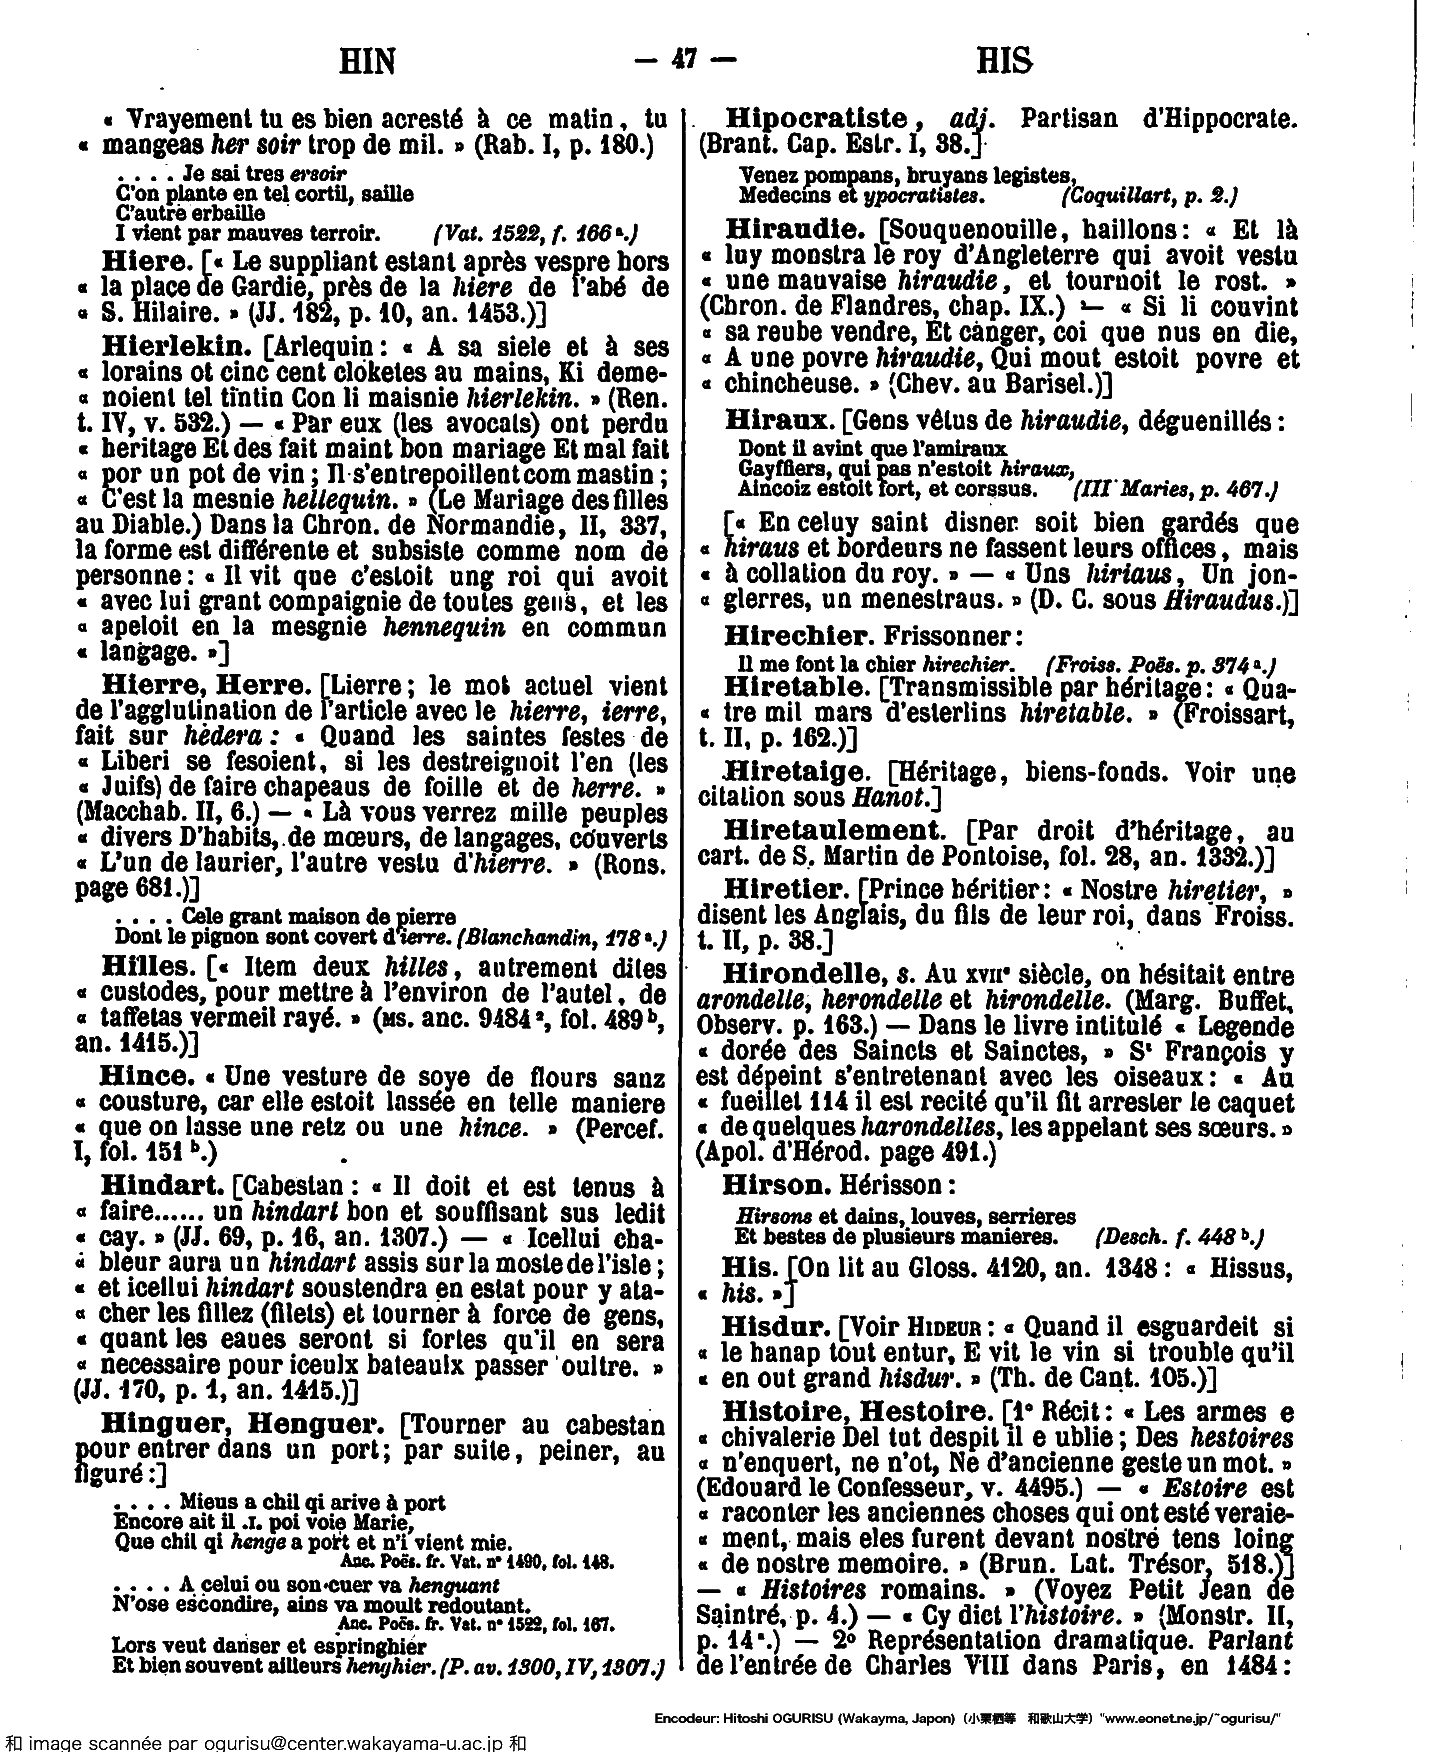 HIN — 47 — HIS
« Vrayement tu es bien acresté à ce matin, tu
« mangeas her soir trop de mil. » (Rab. I, p. 180.)
. . . . Je sai tres ersoir
C'on plante en tel cortil, saille
C'autre erbaille
I vient par mauves terroir. (Vat. 1522, f. 166 ª.)
Hiere. [« Le suppliant estant après vespre hors
« la place de Gardie, près de la hiere de l'abé de
« S. Hilaire. » (JJ. 182, p. 10, an. 1453.)]
Hierlekin. [Arlequin : « A sa siele et à ses
« lorains ot cinc cent cloketes au mains, Ki deme-
« noient tel tintin Con li maisnie hierlekin. » (Ren.
t. IV, v. 532.) — « Par eux (les avocats) ont perdu
« heritage Et des fait maint bon mariage Et mal fait
« por un pot de vin ; Il s'entrepoillent com mastin ;
« C'est la mesnie hellequin. » (Le Mariage des filles
au Diable.) Dans la Chron. de Normandie, II, 337,
la forme est différente et subsiste comme nom de
personne : « Il vit que c'estoit ung roi qui avoit
« avec lui grant compaignie de toutes gens, et les
« apeloit en la mesgnie hennequin en commun
« langage. »]
Hierre, Herre. [Lierre ; le mot actuel vient
de l'agglutination de l'article avec le hierre, ierre,
fait sur hèdera : « Quand les saintes festes de
« Liberi se fesoient, si les destreignoit l'en (les
« Juifs) de faire chapeaus de foille et de herre. »
(Macchab. II, 6.) — « Là vous verrez mille peuples
« divers D'habits, de mœurs, de langages, couverts
« L'un de laurier, l'autre vestu d'hierre. » (Rons.
page 681.)]
. . . . Cele grant maison de pierre
Dont le pignon sont covert d'ierre. (Blanchandin, 178 ª.)
Hilles. [« Item deux hilles, autrement dites
« custodes, pour mettre à l'environ de l'autel, de
« taffetas vermeil rayé. » (MS. anc. 9484 ², fol. 489 ᵇ,
an. 1415.)]
Hince. « Une vesture de soye de flours sanz
« cousture, car elle estoit lassée en telle maniere
« que on lasse une retz ou une hince. » (Percef.
I, fol. 151 ᵇ.)
Hindart. [Cabestan : « Il doit et est tenus à
« faire...... un hindart bon et souffisant sus ledit
« cay. » (JJ. 69, p. 16, an. 1307.) — « Icellui cha-
« bleur aura un hindart assis sur la moste de l'isle ;
« et icellui hindart soustendra en estat pour y ata-
« cher les fillez (filets) et tourner à force de gens,
« quant les eaues seront si fortes qu'il en sera
« necessaire pour iceulx bateaulx passer oultre. »
(JJ. 170, p. 1, an. 1415.)]
Hinguer, Henguer. [Tourner au cabestan
pour entrer dans un port ; par suite, peiner, au
figuré :]
. . . . Mieus a chil qi arive à port
Encore ait il .I. poi voie Marie,
Que chil qi henge a port et n'i vient mie.
Anc. Poës. fr. Vat. n° 1490, fol. 148.
. . . . A celui ou son cuer va henguant
N'ose escondire, ains va moult redoutant.
Anc. Poës. fr. Vat. n° 1522, fol. 167.
Lors veut danser et espringhier
Et bien souvent ailleurs henghier. (P. av. 1300, IV, 1307.)
Hipocratiste, adj. Partisan d'Hippocrate.
(Brant. Cap. Estr. I, 38.]
Venez pompans, bruyans legistes,
Medecins et ypocratistes. (Coquillart, p. 2.)
Hiraudie. [Souquenouille, haillons : « Et là
« luy monstra le roy d'Angleterre qui avoit vestu
« une mauvaise hiraudie, et tournoit le rost. »
(Chron. de Flandres, chap. IX.) — « Si li couvint
« sa reube vendre, Et canger, coi que nus en die,
« A une povre hiraudie, Qui mout estoit povre et
« chincheuse. » (Chev. au Barisel.)]
Hiraux. [Gens vêtus de hiraudie, déguenillés :
Dont il avint que l'amiraux
Gayffiers, qui pas n'estoit hiraux,
Aincoiz estoit fort, et corssus. (III Maries, p. 467.)
[« En celuy saint disner soit bien gardés que
« hiraus et bordeurs ne fassent leurs offices, mais
« à collation du roy. » — « Uns hiriaus, Un jon-
« glerres, un menestraus. » (D. C. sous Hiraudus.)]
Hirechier. Frissonner :
Il me font la chier hirechier. (Froiss. Poës. p. 374 ª.)
Hiretable. [Transmissible par héritage : « Qua-
« tre mil mars d'esterlins hiretable. » (Froissart,
t. II, p. 162.)]
Hiretaige. [Héritage, biens-fonds. Voir une
citation sous Hanot.]
Hiretaulement. [Par droit d'héritage, au
cart. de S. Martin de Pontoise, fol. 28, an. 1332.)]
Hiretier. [Prince héritier : « Nostre hiretier, »
disent les Anglais, du fils de leur roi, dans Froiss.
t. II, p. 38.]
Hirondelle, s. Au XVIIᵉ siècle, on hésitait entre
arondelle, herondelle et hirondelle. (Marg. Buffet,
Observ. p. 163.) — Dans le livre intitulé « Legende
« dorée des Saincts et Sainctes, » Sᵗ François y
est dépeint s'entretenant avec les oiseaux : « Au
« fueillet 114 il est recité qu'il fit arrester le caquet
« de quelques harondelles, les appelant ses sœurs. »
(Apol. d'Hérod. page 491.)
Hirson. Hérisson :
Hirsons et dains, louves, serrieres
Et bestes de plusieurs manieres. (Desch. f. 448 ᵇ.)
His. [On lit au Gloss. 4120, an. 1348 : « Hissus,
« his. »]
Hisdur. [Voir HIDEUR : « Quand il esguardeit si
« le hanap tout entur, E vit le vin si trouble qu'il
« en out grand hisdur. » (Th. de Cant. 105.)]
Histoire, Hestoire. [1° Récit : « Les armes e
« chivalerie Del tut despit il e ublie ; Des hestoires
« n'enquert, ne n'ot, Ne d'ancienne geste un mot. »
(Edouard le Confesseur, v. 4495.) — « Estoire est
« raconter les anciennes choses qui ont esté veraie-
« ment, mais eles furent devant nostre tens loing
« de nostre memoire. » (Brun. Lat. Trésor, 518.)]
— « Histoires romains. » (Voyez Petit Jean de
Saintré, p. 4.) — « Cy dict l'histoire. » (Monstr. II,
p. 14 ª.) — 2° Représentation dramatique. Parlant
de l'entrée de Charles VIII dans Paris, en 1484 :
Encodeur: Hitoshi OGURISU (Wakayma, Japon) (小栗栖等 和歌山大学) "www.eonet.ne.jp/~ogurisu/"
和 image scannée par ogurisu@center.wakayama-u.ac.jp 和